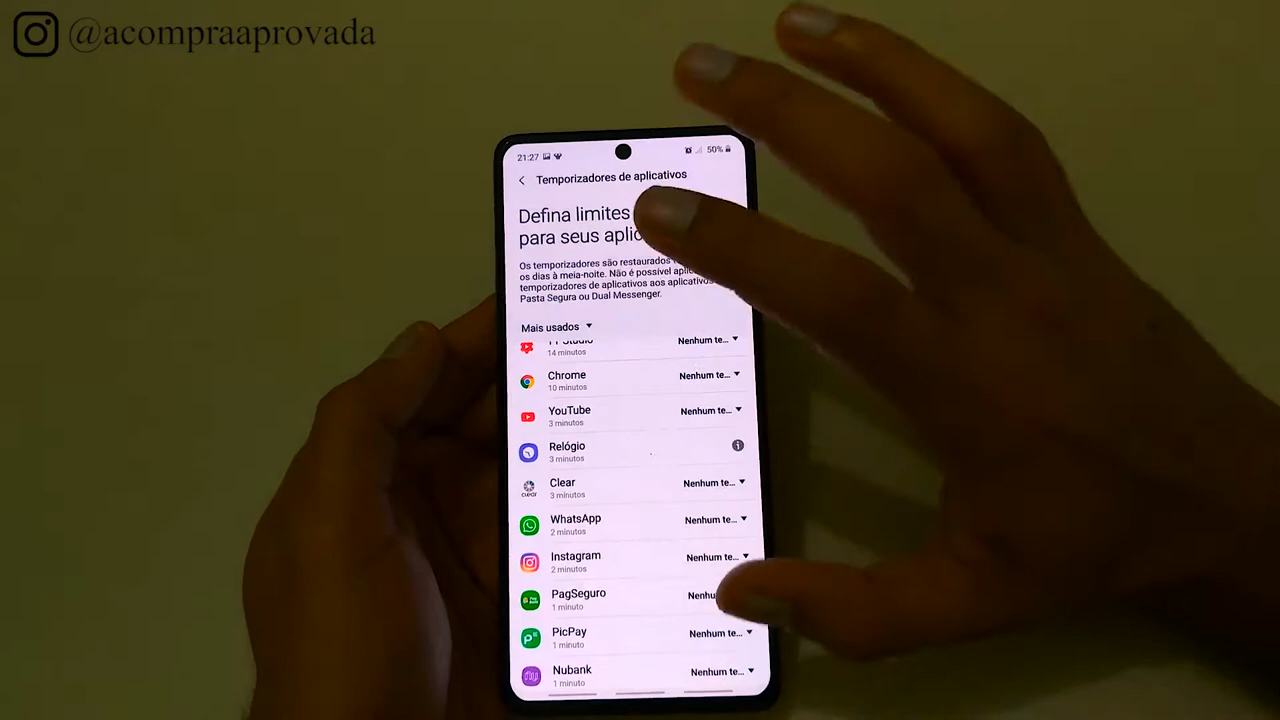 @acompraaprovada
21:27
50%
Temporizadores de aplicativos
Defina limites
para seus
Os temporizadores são restaurados
os dias à meia-noite. Não é possível
temporizadores de aplicativos aos aplicativos
Pasta Segura ou Dual Messenger.
Mais usados
Nenhum te...
14 minutos
Chrome
Nenhum te...
10 minutos
YouTube
Nenhum te...
3 minutos
Relógio
3 minutos
Clear
Nenhum te...
3 minutos
WhatsApp
Nenhum te...
2 minutos
Instagram
Nenhum te...
2 minutos
PagSeguro
1 minuto
PicPay
Nenhum te...
1 minuto
Nubank
Nenhum te...
1 minuto